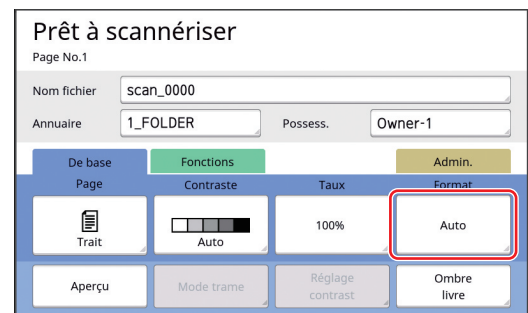 Prêt à scannériser
Page No.1
Nom fichier scan_0000
Annuaire 1_FOLDER Possess. Owner-1
De base Fonctions Admin.
Page Contraste Taux Format
Trait Auto 100% Auto
Aperçu Mode trame Réglage contrast Ombre livre